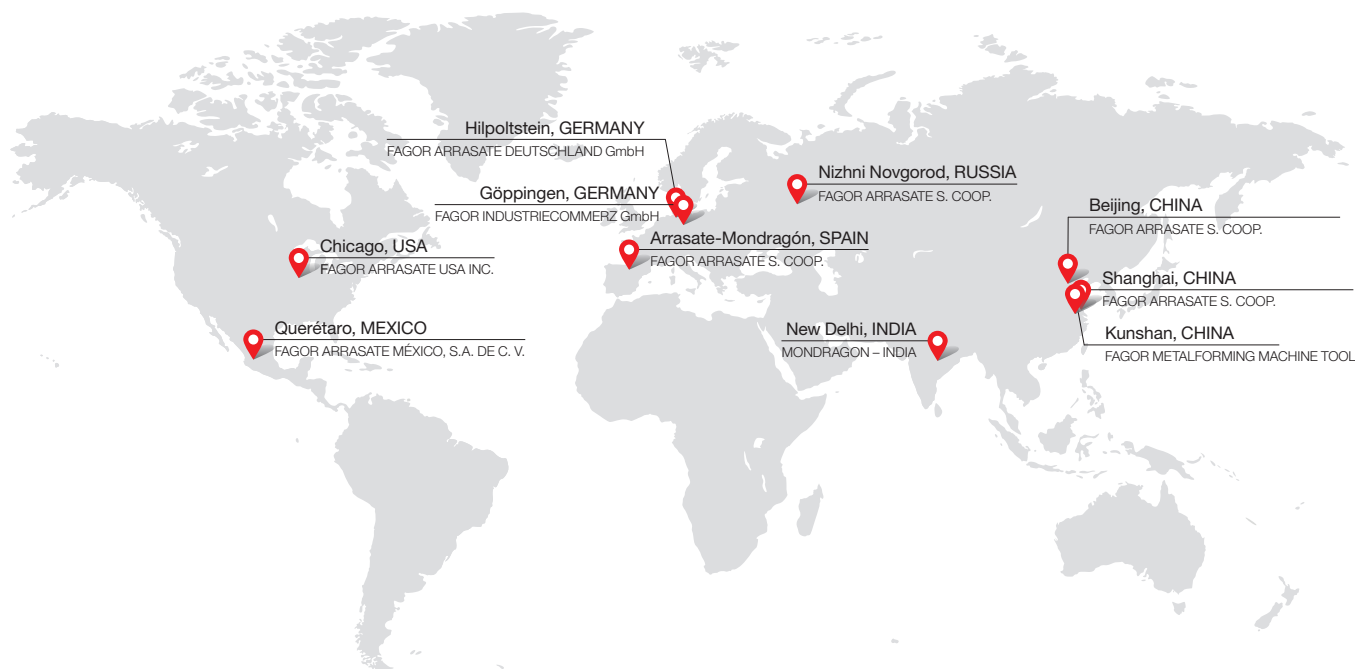 Hilpoltstein, GERMANY
FAGOR ARRASATE DEUTSCHLAND GmbH
Göppingen, GERMANY
FAGOR INDUSTRIECOMMERZ GmbH
Nizhni Novgorod, RUSSIA
FAGOR ARRASATE S. COOP.
Beijing, CHINA
FAGOR ARRASATE S. COOP.
Chicago, USA
FAGOR ARRASATE USA INC.
Arrasate-Mondragón, SPAIN
FAGOR ARRASATE S. COOP.
Shanghai, CHINA
FAGOR ARRASATE S. COOP.
Querétaro, MEXICO
FAGOR ARRASATE MÉXICO, S.A. DE C. V.
New Delhi, INDIA
MONDRAGON – INDIA
Kunshan, CHINA
FAGOR METALFORMING MACHINE TOOL